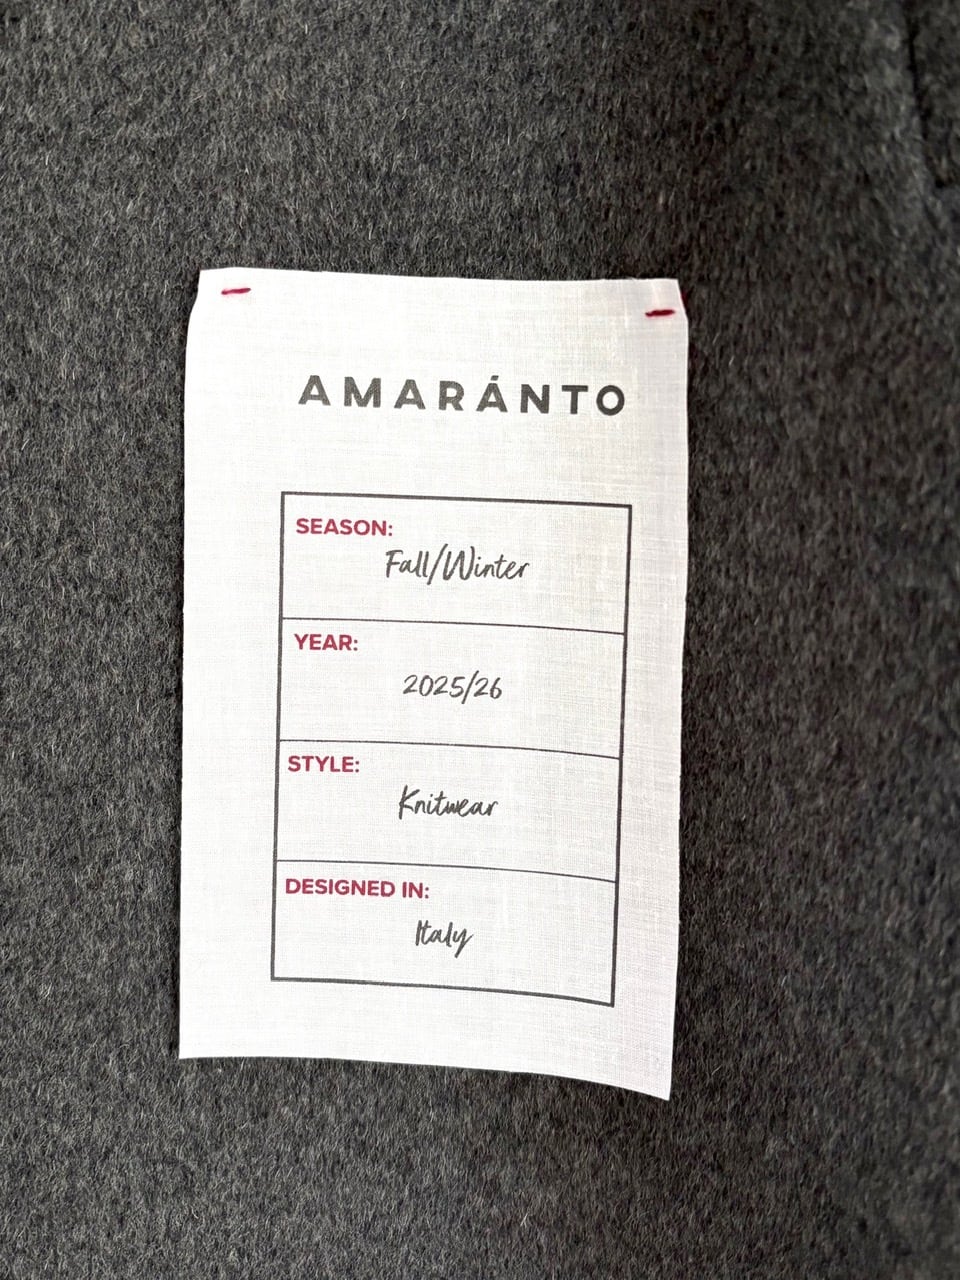 AMARÁNTO
SEASON:
Fall/Winter
YEAR:
2025/26
STYLE:
Knitwear
DESIGNED IN:
Italy